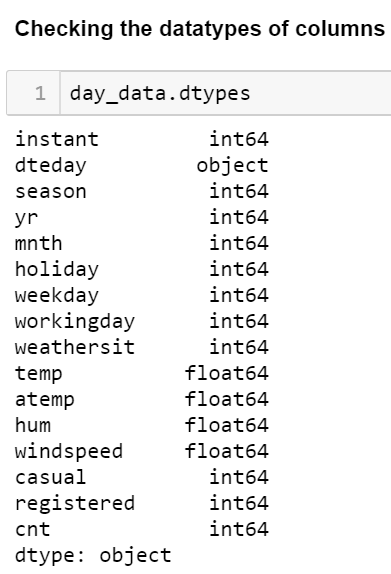 Checking the datatypes of columns
1 day_data.dtypes
instant int64
dteday object
season int64
yr int64
mnth int64
holiday int64
weekday int64
workingday int64
weathersit int64
temp float64
atemp float64
hum float64
windspeed float64
casual int64
registered int64
cnt int64
dtype: object